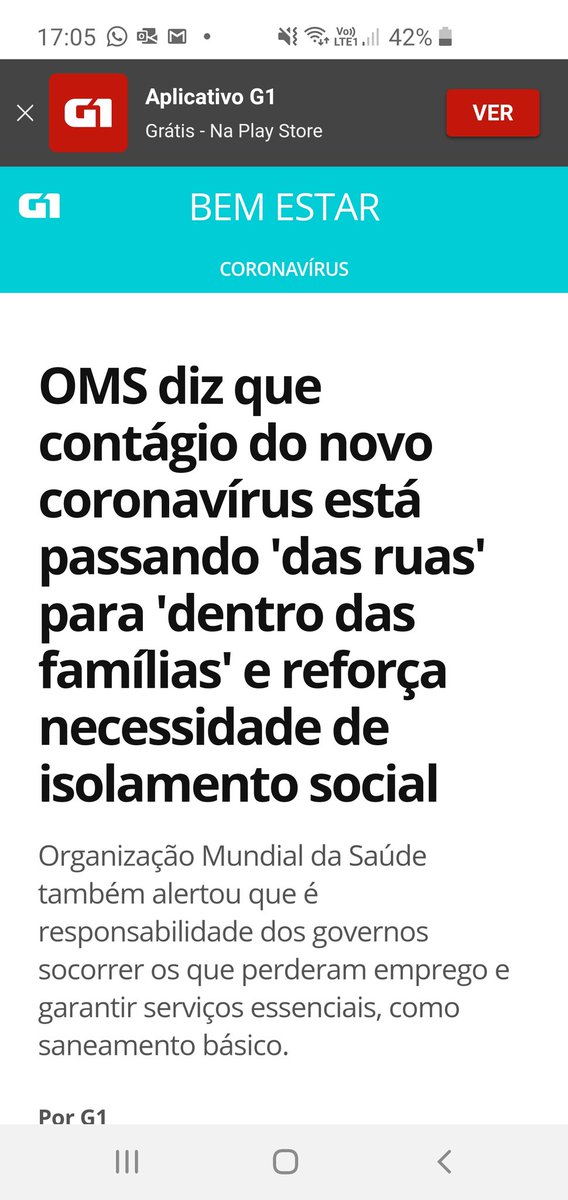 17:05 Vo)) LTE1 42%
G1 Aplicativo G1 VER
Grátis - Na Play Store
G1 BEM ESTAR
CORONAVÍRUS
OMS diz que
contágio do novo
coronavírus está
passando 'das ruas'
para 'dentro das
famílias' e reforça
necessidade de
isolamento social
Organização Mundial da Saúde
também alertou que é
responsabilidade dos governos
socorrer os que perderam emprego e
garantir serviços essenciais, como
saneamento básico.
Por G1